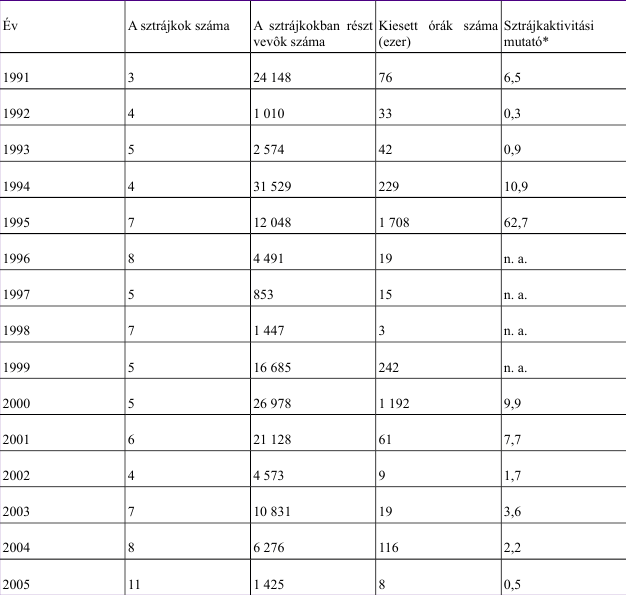 Év A sztrájkok száma A sztrájkokban részt Kiesett órák száma Sztrájkaktivitási
vevôk száma (ezer) mutató*
1991 3 24 148 76 6,5
1992 4 1 010 33 0,3
1993 5 2 574 42 0,9
1994 4 31 529 229 10,9
1995 7 12 048 1 708 62,7
1996 8 4 491 19 n. a.
1997 5 853 15 n. a.
1998 7 1 447 3 n. a.
1999 5 16 685 242 n. a.
2000 5 26 978 1 192 9,9
2001 6 21 128 61 7,7
2002 4 4 573 9 1,7
2003 7 10 831 19 3,6
2004 8 6 276 116 2,2
2005 11 1 425 8 0,5